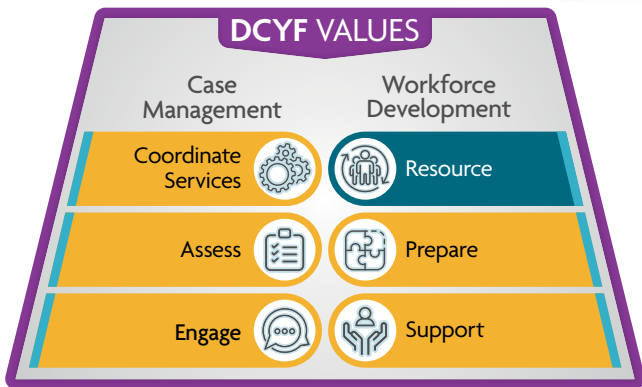 DCYF VALUES
Case
Management
Workforce
Development
Coordinate
Services
Resource
Assess
Prepare
Engage
Support